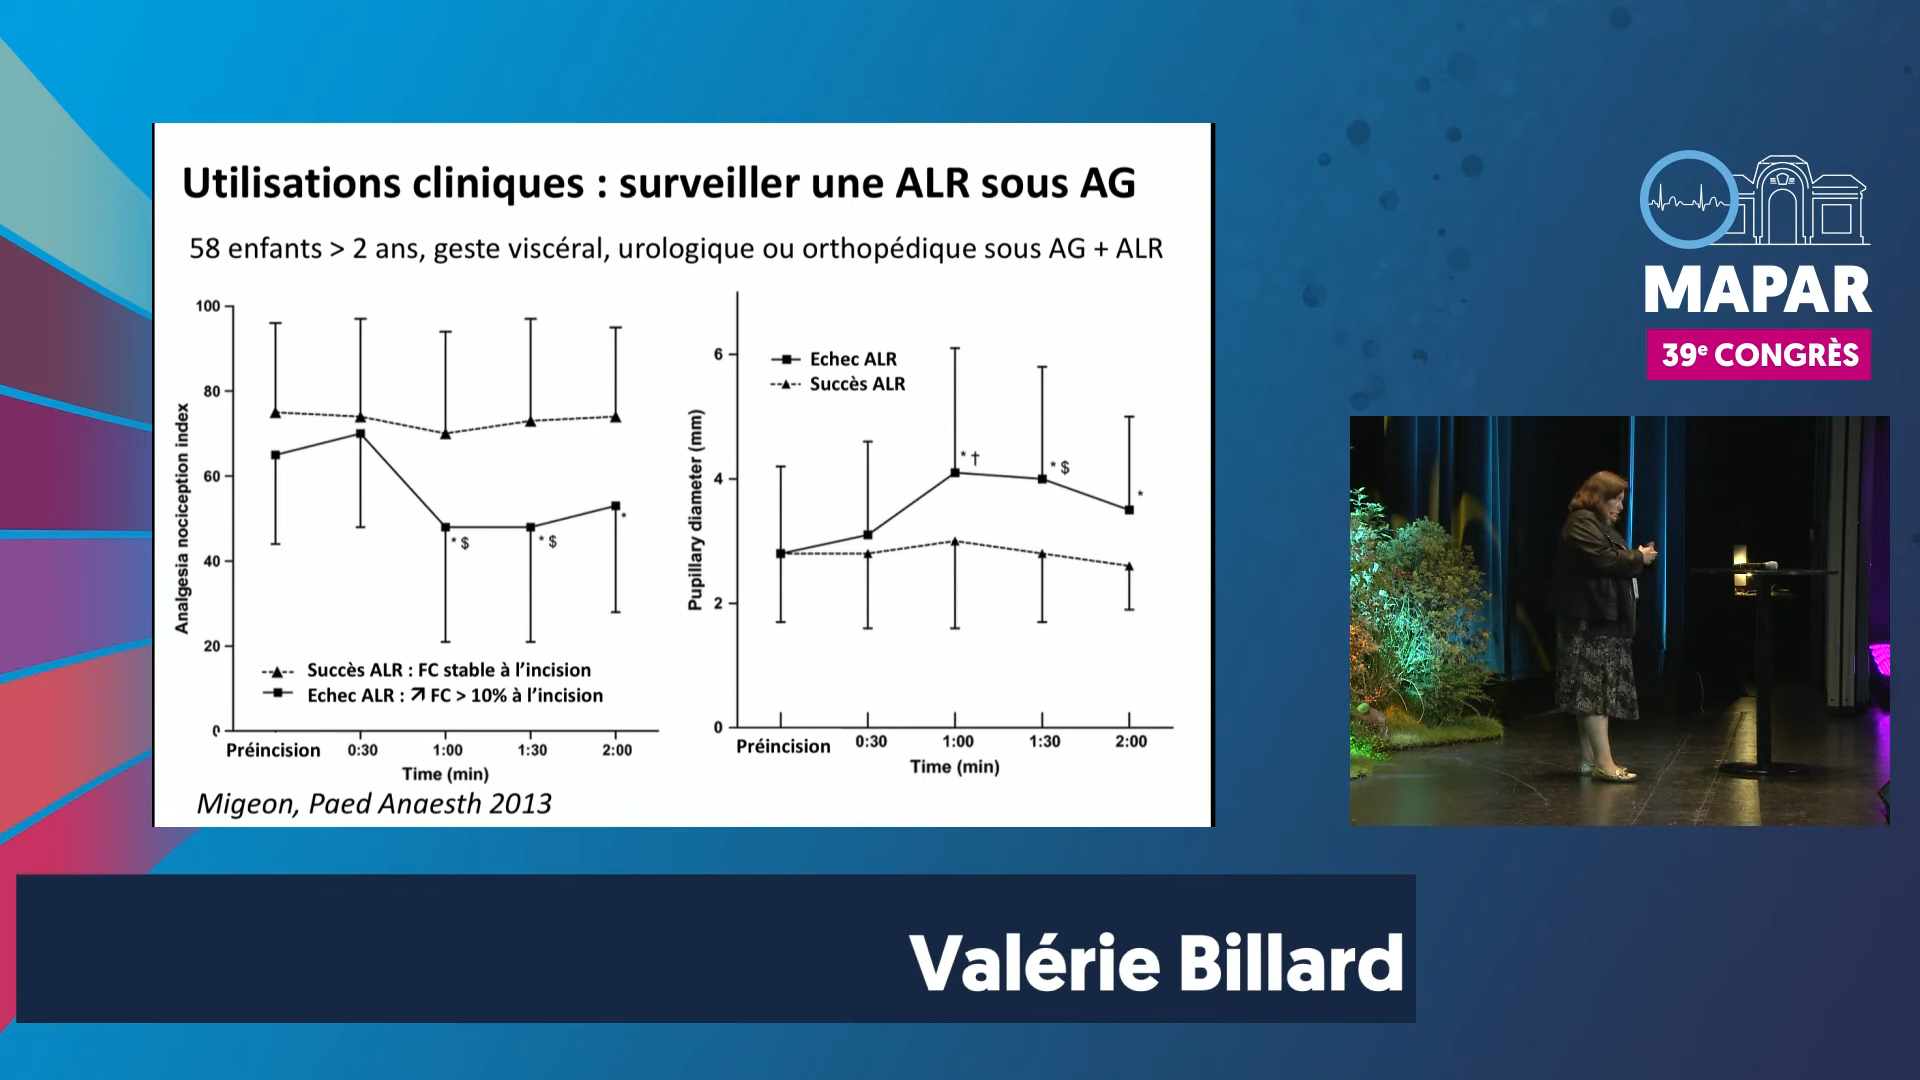 Utilisations cliniques : surveiller une ALR sous AG
58 enfants > 2 ans, geste viscéral, urologique ou orthopédique sous AG + ALR
Analgesia nociception index
100
80
60
40
20
0
* $
* $
*
Succès ALR : FC stable à l'incision
Echec ALR : ↗ FC > 10% à l'incision
Préincision 0:30 1:00 1:30 2:00
Time (min)
Pupillary diameter (mm)
6
4
2
0
Echec ALR
Succès ALR
* †
* $
*
Préincision 0:30 1:00 1:30 2:00
Time (min)
Migeon, Paed Anaesth 2013
MAPAR
39e CONGRÈS
Valérie Billard